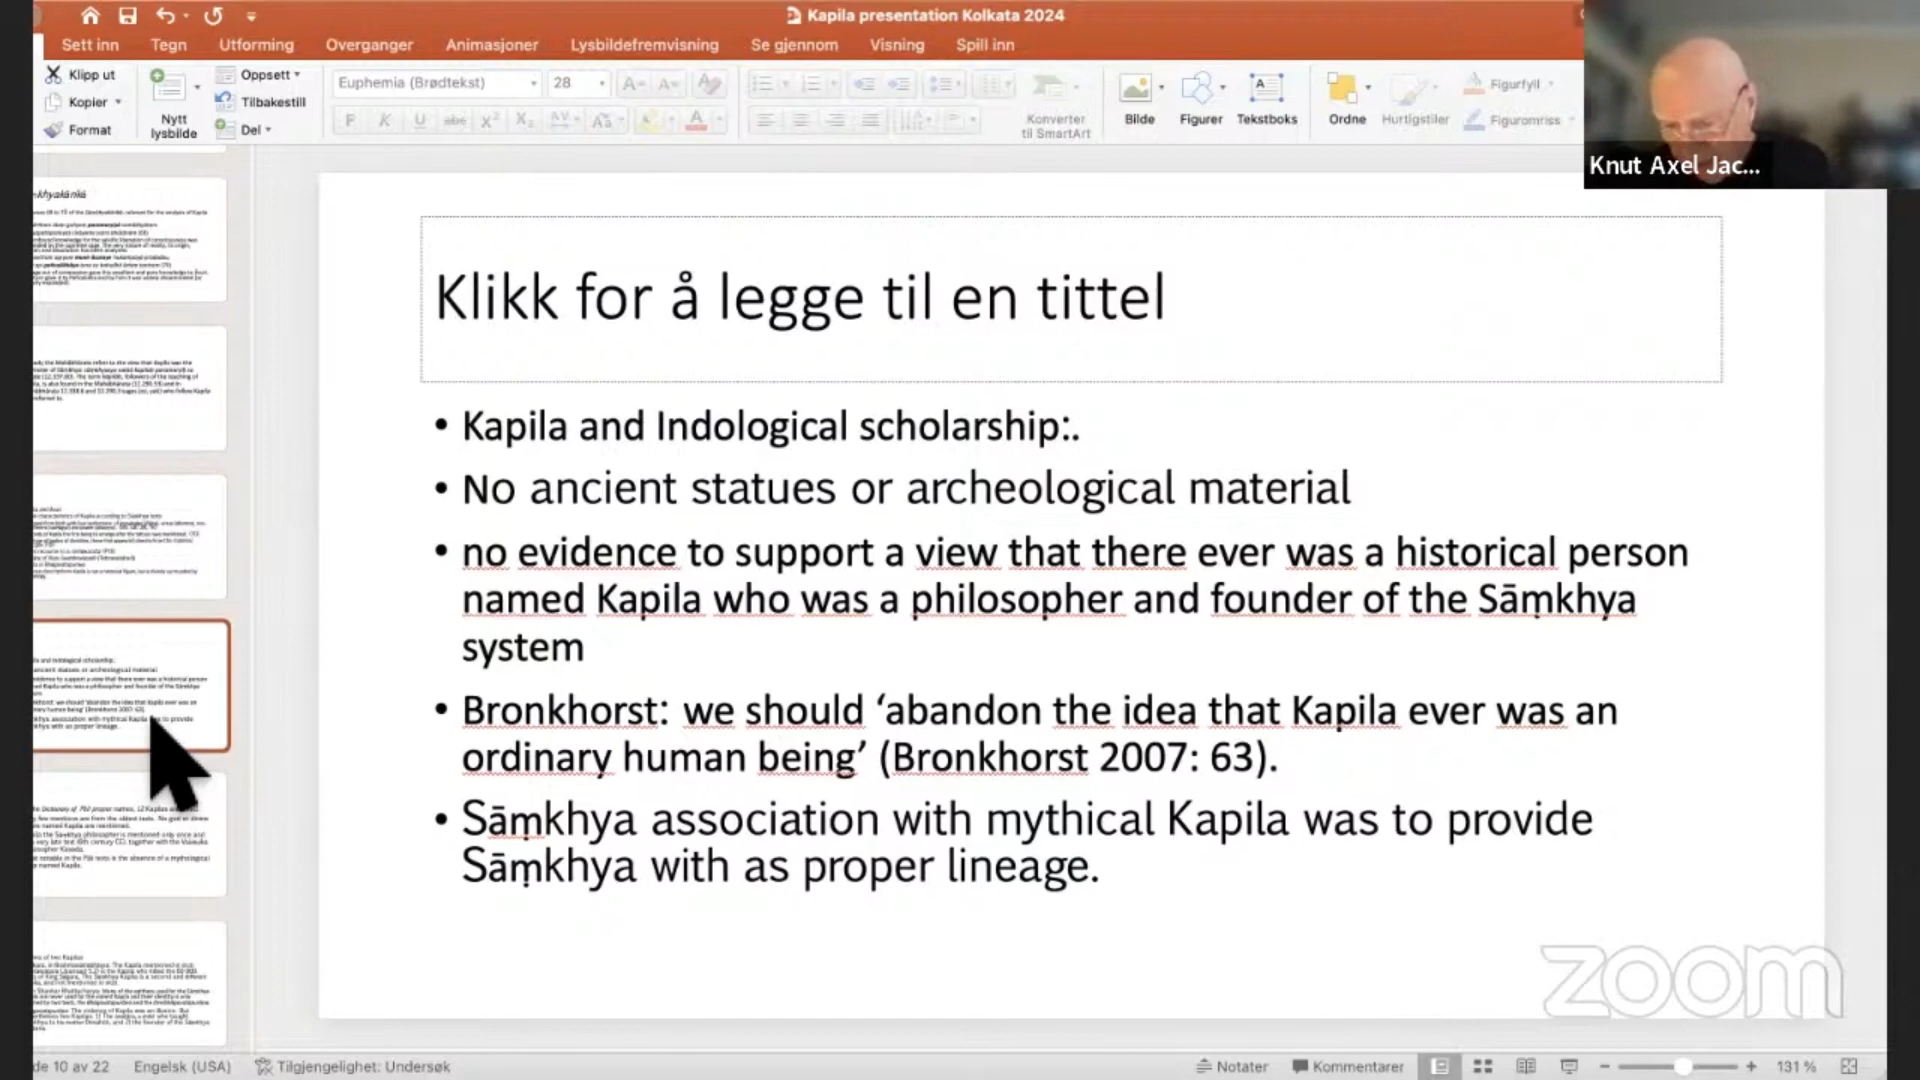 Kapila presentation Kolkata 2024
Sett inn Tegn Utforming Overganger Animasjoner Lysbildefremvisning Se gjennom Visning Spill inn
Klipp ut
Kopier
Format
Nytt lysbilde
Oppsett
Tilbakestill
Del
Euphemia (Brødtekst) 28
Konverter til SmartArt
Bilde Figurer Tekstboks Ordne Hurtigstiler
Figurfyll
Figuromriss
Knut Axel Jac...
Klikk for å legge til en tittel
• Kapila and Indological scholarship:.
• No ancient statues or archeological material
• no evidence to support a view that there ever was a historical person
named Kapila who was a philosopher and founder of the Sāṃkhya
system
• Bronkhorst: we should ‘abandon the idea that Kapila ever was an
ordinary human being’ (Bronkhorst 2007: 63).
• Sāṃkhya association with mythical Kapila was to provide
Sāṃkhya with as proper lineage.
zoom
de 10 av 22 Engelsk (USA) Tilgjengelighet: Undersøk Notater Kommentarer 131 %